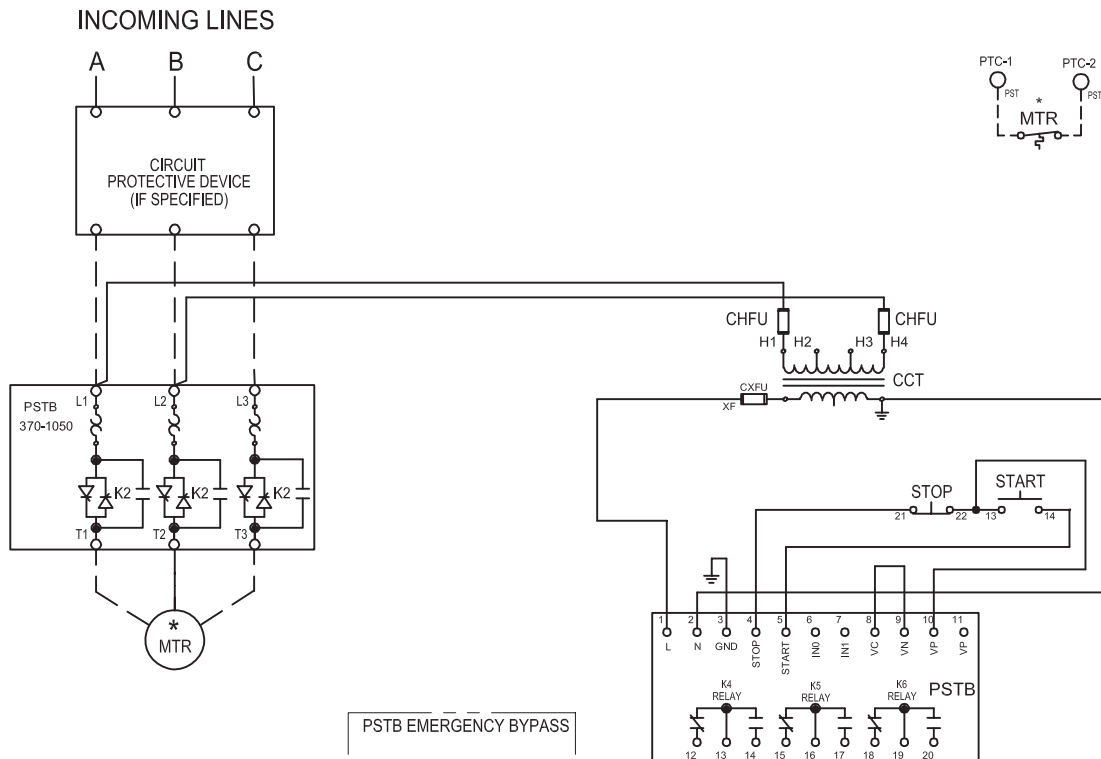 INCOMING LINES
A B C
CIRCUIT
PROTECTIVE DEVICE
(IF SPECIFIED)
PTC-1 PTC-2
PST PST
*
MTR
CHFU CHFU
H1 H2 H3 H4
CCT
CXFU
XF
PSTB
370-1050
L1 L2 L3
K2 K2 K2
T1 T2 T3
*
MTR
STOP START
21 22 13 14
1 2 3 4 5 6 7 8 9 10 11
L N GND STOP START IN0 IN1 VC VN VP VP
PSTB
K4
RELAY
K5
RELAY
K6
RELAY
12 13 14 15 16 17 18 19 20
PSTB EMERGENCY BYPASS